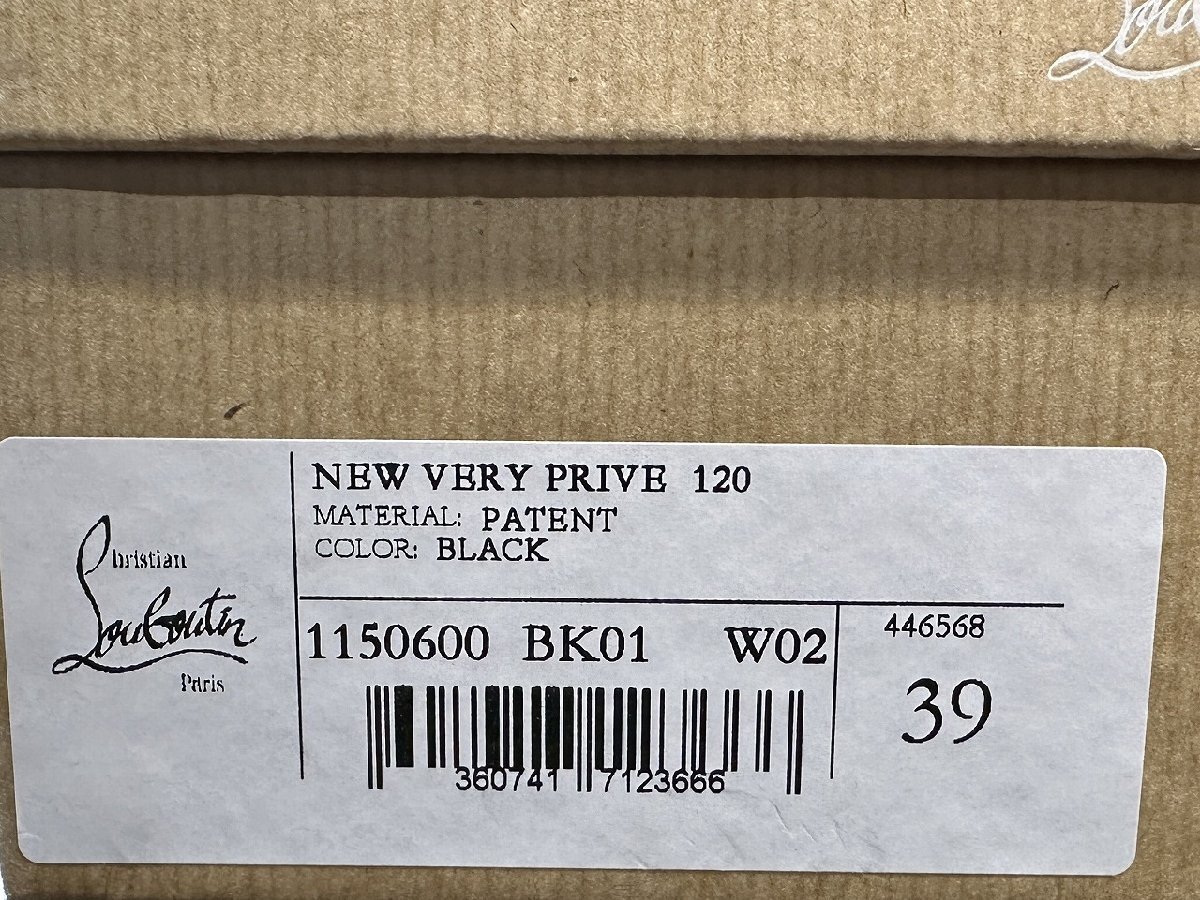 Christian
Louboutin
Paris
NEW VERY PRIVE 120
MATERIAL: PATENT
COLOR: BLACK
1150600 BK01 W02
446568
39
360741 7123666